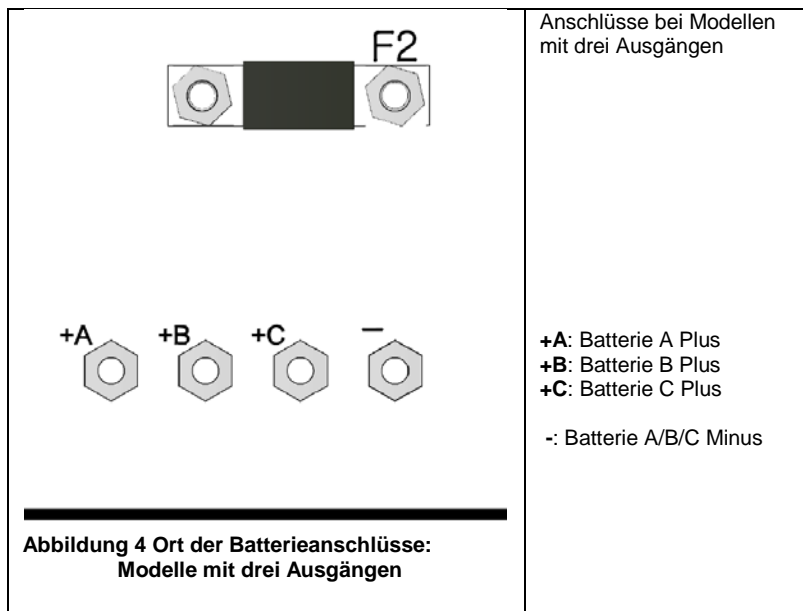 F2
+A +B +C –
Abbildung 4 Ort der Batterieanschlüsse:
Modelle mit drei Ausgängen
Anschlüsse bei Modellen
mit drei Ausgängen
+A: Batterie A Plus
+B: Batterie B Plus
+C: Batterie C Plus
-: Batterie A/B/C Minus